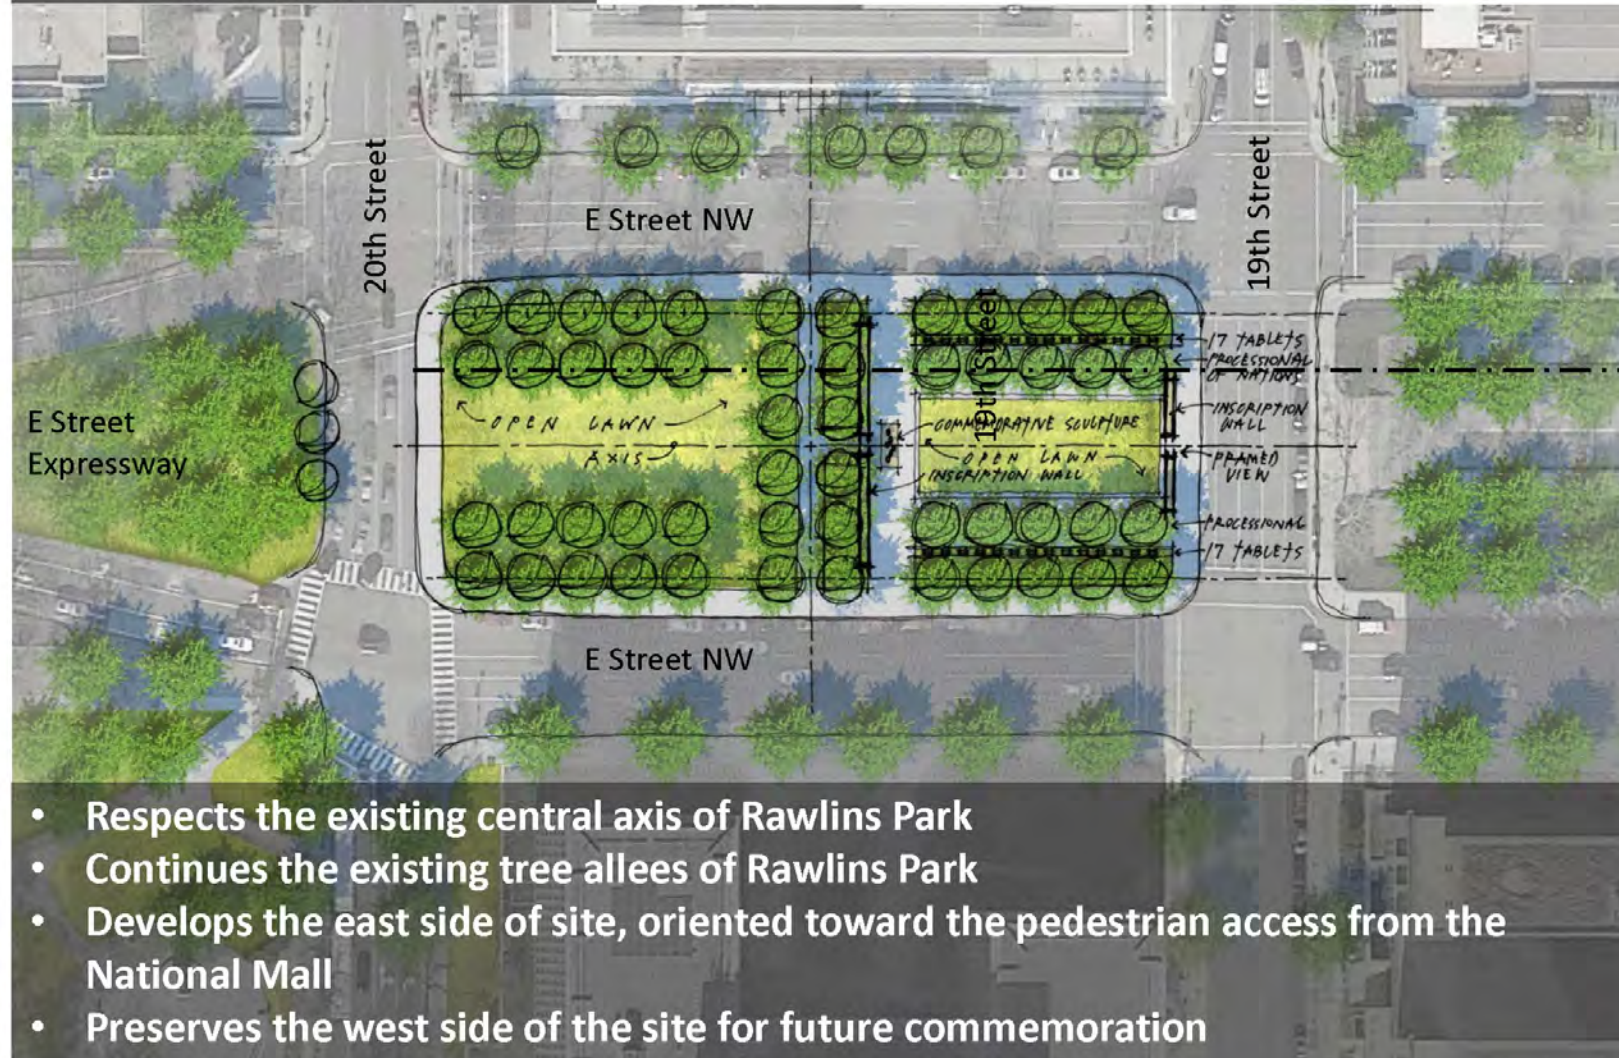 20th Street
E Street NW
19th Street
19th Street
17 TABLETS
PROCESSIONAL
OF NATIONS
INSCRIPTION
WALL
E Street
Expressway
OPEN LAWN
COMMEMORATIVE SCULPTURE
AXIS
OPEN LAWN
INSCRIPTION WALL
FRAMED
VIEW
PROCESSIONAL
17 TABLETS
E Street NW
• Respects the existing central axis of Rawlins Park
• Continues the existing tree allees of Rawlins Park
• Develops the east side of site, oriented toward the pedestrian access from the
National Mall
• Preserves the west side of the site for future commemoration